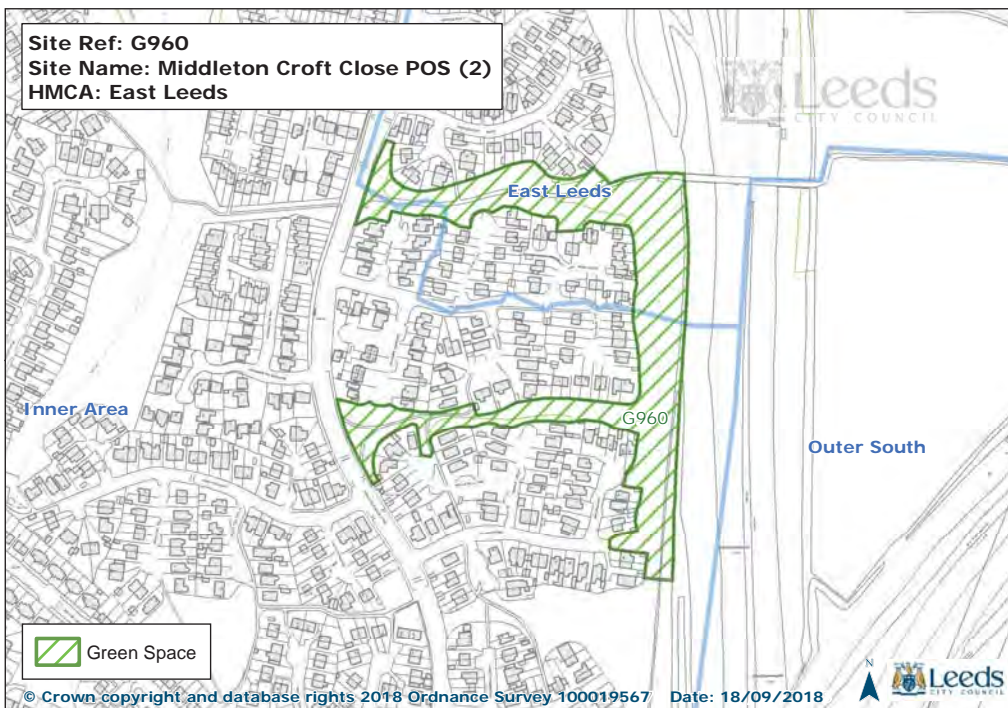 Site Ref: G960
Site Name: Middleton Croft Close POS (2)
HMCA: East Leeds
Leeds
CITY COUNCIL
East Leeds
Inner Area
G960
Outer South
Green Space
© Crown copyright and database rights 2018 Ordnance Survey 100019567 Date: 18/09/2018
N
Leeds
CITY COUNCIL